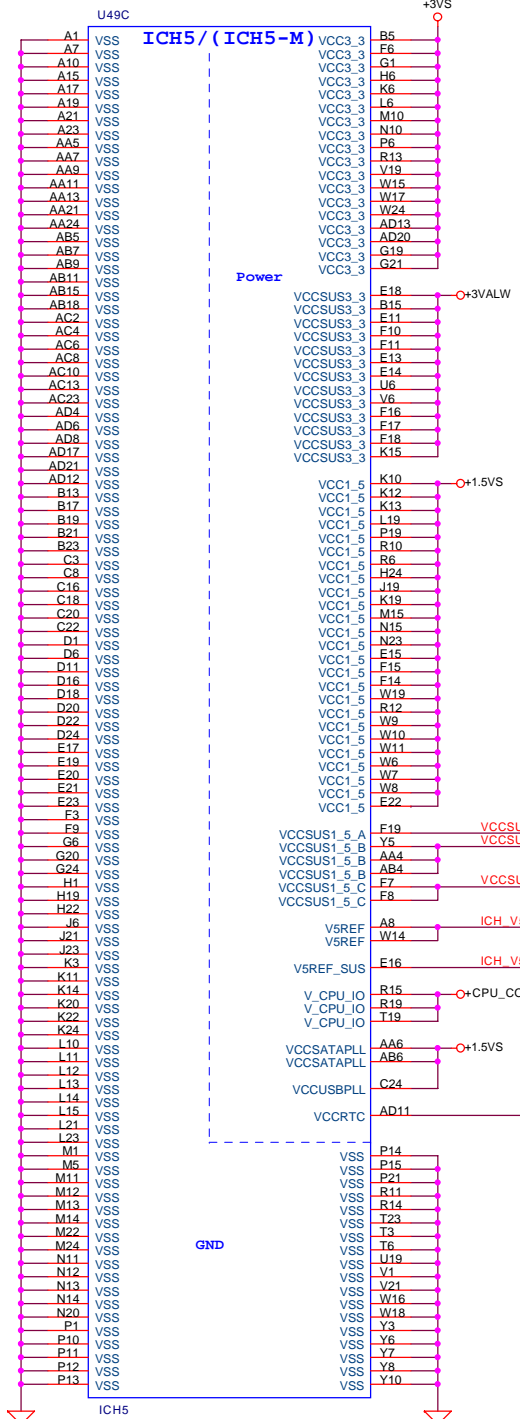 +3VS
U49C
ICH5/(ICH5-M)
A1 VSS VCC3_3 B5
A7 VSS VCC3_3 F6
A10 VSS VCC3_3 G1
A15 VSS VCC3_3 H6
A17 VSS VCC3_3 K6
A19 VSS VCC3_3 L6
A21 VSS VCC3_3 M10
A23 VSS VCC3_3 N10
AA5 VSS VCC3_3 P6
AA7 VSS VCC3_3 R13
AA9 VSS VCC3_3 V19
AA11 VSS VCC3_3 W15
AA13 VSS VCC3_3 W17
AA21 VSS VCC3_3 W24
AA24 VSS VCC3_3 AD13
AB5 VSS VCC3_3 AD20
AB7 VSS VCC3_3 G19
AB9 VSS VCC3_3 G21
AB11 VSS Power
AB15 VSS VCCSUS3_3 E18 +3VALW
AB18 VSS VCCSUS3_3 B15
AC2 VSS VCCSUS3_3 E11
AC4 VSS VCCSUS3_3 F10
AC6 VSS VCCSUS3_3 F11
AC8 VSS VCCSUS3_3 E13
AC10 VSS VCCSUS3_3 E14
AC13 VSS VCCSUS3_3 U6
AC23 VSS VCCSUS3_3 V6
AD4 VSS VCCSUS3_3 F16
AD6 VSS VCCSUS3_3 F17
AD8 VSS VCCSUS3_3 F18
AD17 VSS VCCSUS3_3 K15
AD21 VSS
AD12 VSS VCC1_5 K10 +1.5VS
B13 VSS VCC1_5 K12
B17 VSS VCC1_5 K13
B19 VSS VCC1_5 L19
B21 VSS VCC1_5 P19
B23 VSS VCC1_5 R10
C3 VSS VCC1_5 R6
C8 VSS VCC1_5 H24
C16 VSS VCC1_5 J19
C18 VSS VCC1_5 K19
C20 VSS VCC1_5 M15
C22 VSS VCC1_5 N15
D1 VSS VCC1_5 N23
D6 VSS VCC1_5 E15
D11 VSS VCC1_5 F15
D16 VSS VCC1_5 F14
D18 VSS VCC1_5 W19
D20 VSS VCC1_5 R12
D22 VSS VCC1_5 W9
D24 VSS VCC1_5 W10
E17 VSS VCC1_5 W11
E19 VSS VCC1_5 W6
E20 VSS VCC1_5 W7
E21 VSS VCC1_5 W8
E23 VSS VCC1_5 E22
F3 VSS
F9 VSS VCCSUS1_5_A F19 VCCSU
G6 VSS VCCSUS1_5_B Y5 VCCSU
G20 VSS VCCSUS1_5_B AA4
G24 VSS VCCSUS1_5_B AB4
H1 VSS VCCSUS1_5_C F7 VCCSU
H19 VSS VCCSUS1_5_C F8
H22 VSS
J6 VSS V5REF A8 ICH_V5
J21 VSS V5REF W14
J23 VSS
K3 VSS V5REF_SUS E16 ICH_V5
K11 VSS
K14 VSS V_CPU_IO R15 +CPU_CO
K20 VSS V_CPU_IO R19
K22 VSS V_CPU_IO T19
K24 VSS
L10 VSS VCCSATAPLL AA6 +1.5VS
L11 VSS VCCSATAPLL AB6
L12 VSS
L13 VSS VCCUSBPLL C24
L14 VSS
L15 VSS VCCRTC AD11
L21 VSS
L23 VSS
M1 VSS VSS P14
M5 VSS VSS P15
M11 VSS VSS P21
M12 VSS VSS R11
M13 VSS VSS R14
M14 VSS VSS T23
M22 VSS VSS T3
M24 VSS GND VSS T6
N11 VSS VSS U19
N12 VSS VSS V1
N13 VSS VSS V21
N14 VSS VSS W16
N20 VSS VSS W18
P1 VSS VSS Y3
P10 VSS VSS Y6
P11 VSS VSS Y7
P12 VSS VSS Y8
P13 VSS VSS Y10
ICH5